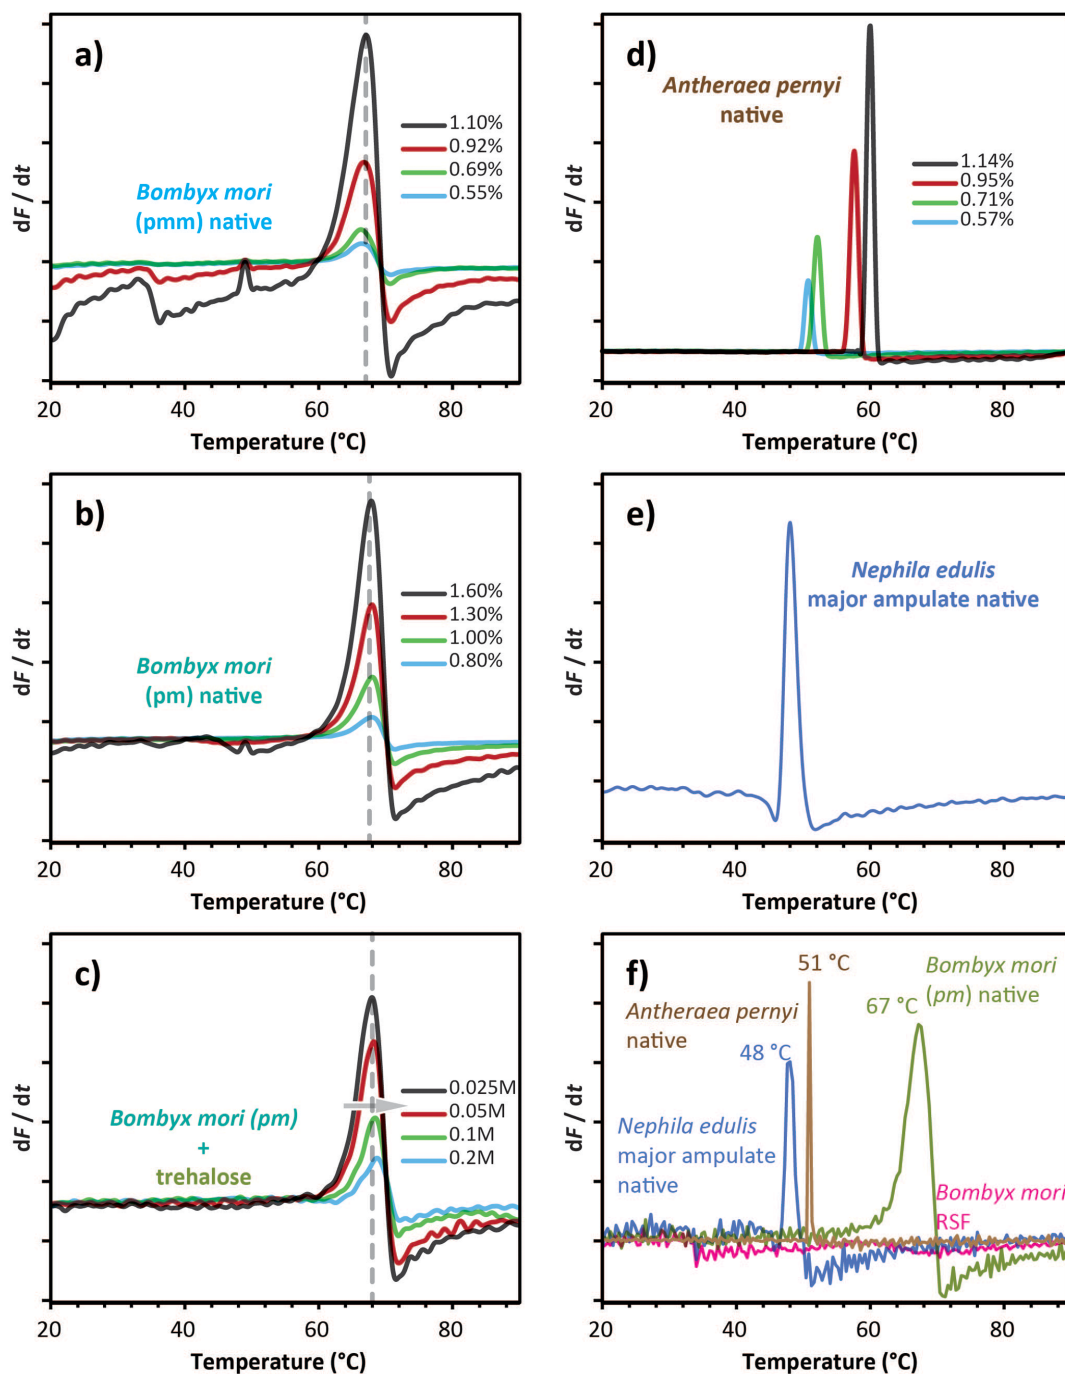 a)
Bombyx mori
(pmm) native
1.10%
0.92%
0.69%
0.55%
dF / dt
20 40 60 80
Temperature (°C)
d)
Antheraea pernyi
native
1.14%
0.95%
0.71%
0.57%
dF / dt
20 40 60 80
Temperature (°C)
b)
Bombyx mori
(pm) native
1.60%
1.30%
1.00%
0.80%
dF / dt
20 40 60 80
Temperature (°C)
e)
Nephila edulis
major ampulate native
dF / dt
20 40 60 80
Temperature (°C)
c)
Bombyx mori (pm)
+
trehalose
0.025M
0.05M
0.1M
0.2M
dF / dt
20 40 60 80
Temperature (°C)
f)
51 °C
Bombyx mori
(pm) native
67 °C
Antheraea pernyi
native
48 °C
Nephila edulis
major ampulate
native
Bombyx mori
RSF
dF / dt
20 40 60 80
Temperature (°C)